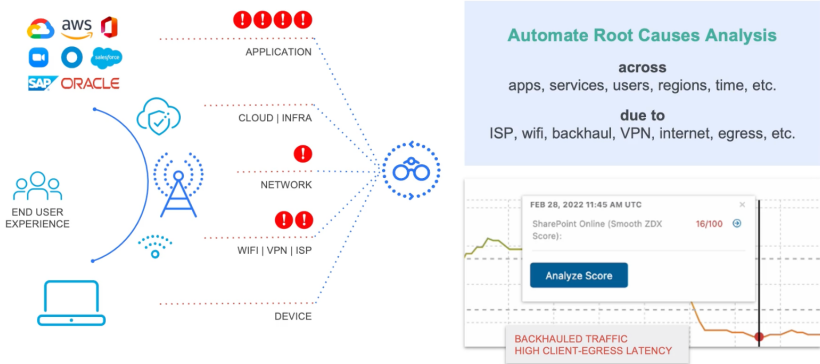 aws
salesforce
SAP ORACLE
END USER
EXPERIENCE
APPLICATION
CLOUD | INFRA
NETWORK
WIFI | VPN | ISP
DEVICE
Automate Root Causes Analysis
across
apps, services, users, regions, time, etc.
due to
ISP, wifi, backhaul, VPN, internet, egress, etc.
FEB 28, 2022 11:45 AM UTC
SharePoint Online (Smooth ZDX 16/100
Score):
Analyze Score
BACKHAULED TRAFFIC
HIGH CLIENT-EGRESS LATENCY